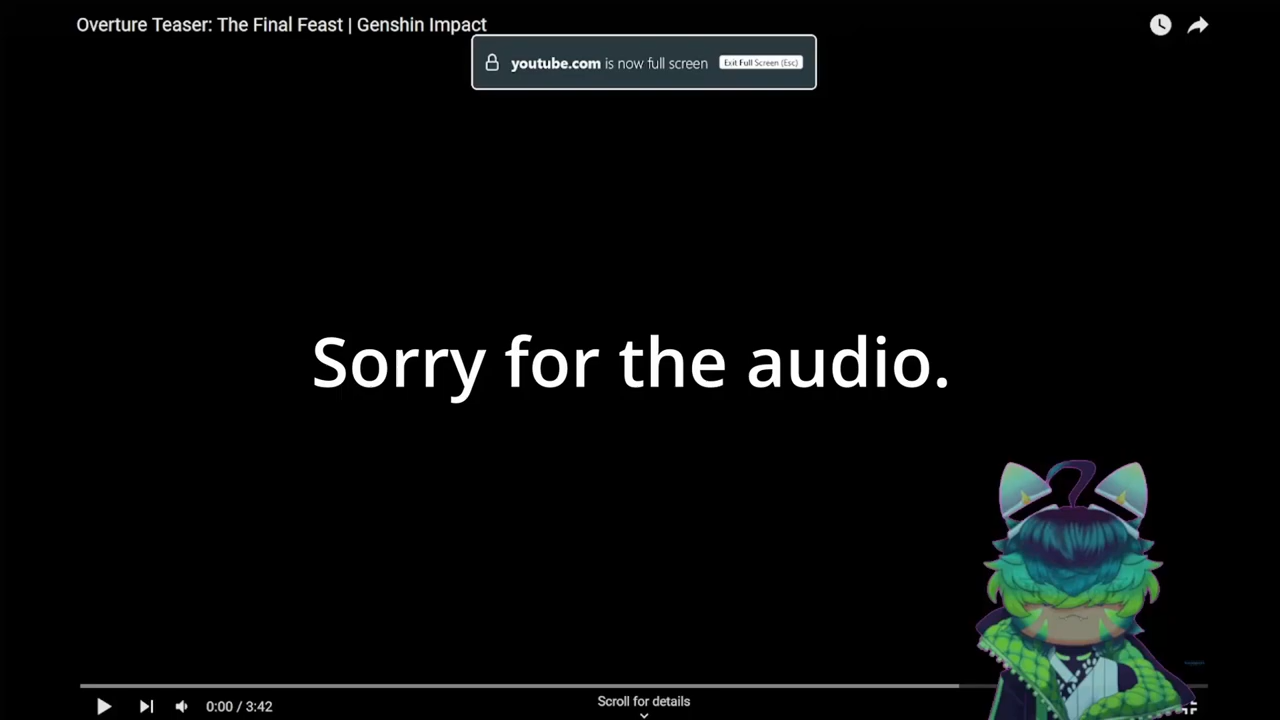 Overture Teaser: The Final Feast | Genshin Impact
youtube.com is now full screen Exit Full Screen (Esc)
Sorry for the audio.
Scroll for details
0:00 / 3:42